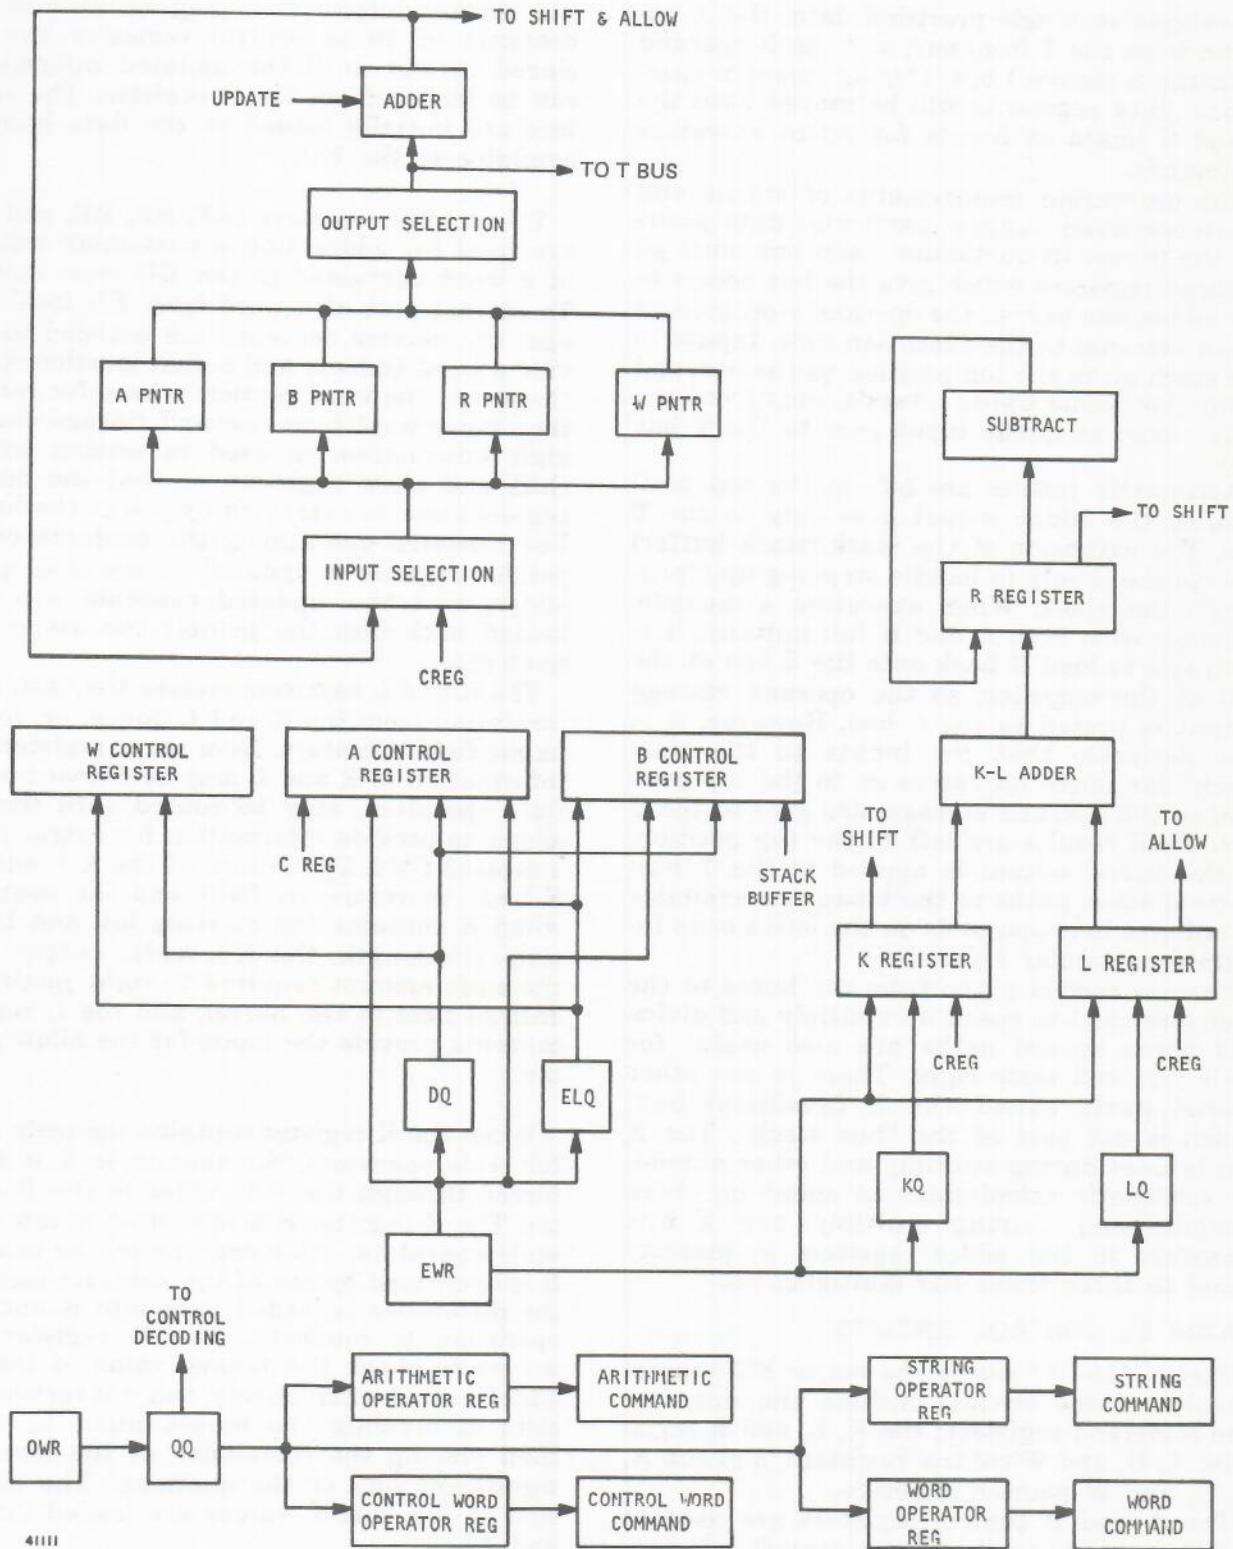 TO SHIFT & ALLOW
UPDATE
ADDER
TO T BUS
OUTPUT SELECTION
A PNTR
B PNTR
R PNTR
W PNTR
SUBTRACT
TO SHIFT
INPUT SELECTION
R REGISTER
CREG
W CONTROL
REGISTER
A CONTROL
REGISTER
B CONTROL
REGISTER
K-L ADDER
TO
SHIFT
TO
ALLOW
C REG
STACK
BUFFER
K REGISTER
L REGISTER
CREG
CREG
DQ
ELQ
KQ
LQ
EWR
TO
CONTROL
DECODING
ARITHMETIC
OPERATOR REG
ARITHMETIC
COMMAND
STRING
OPERATOR
REG
STRING
COMMAND
OWR
QQ
CONTROL WORD
OPERATOR REG
CONTROL WORD
COMMAND
WORD
OPERATOR
REG
WORD
COMMAND
41111